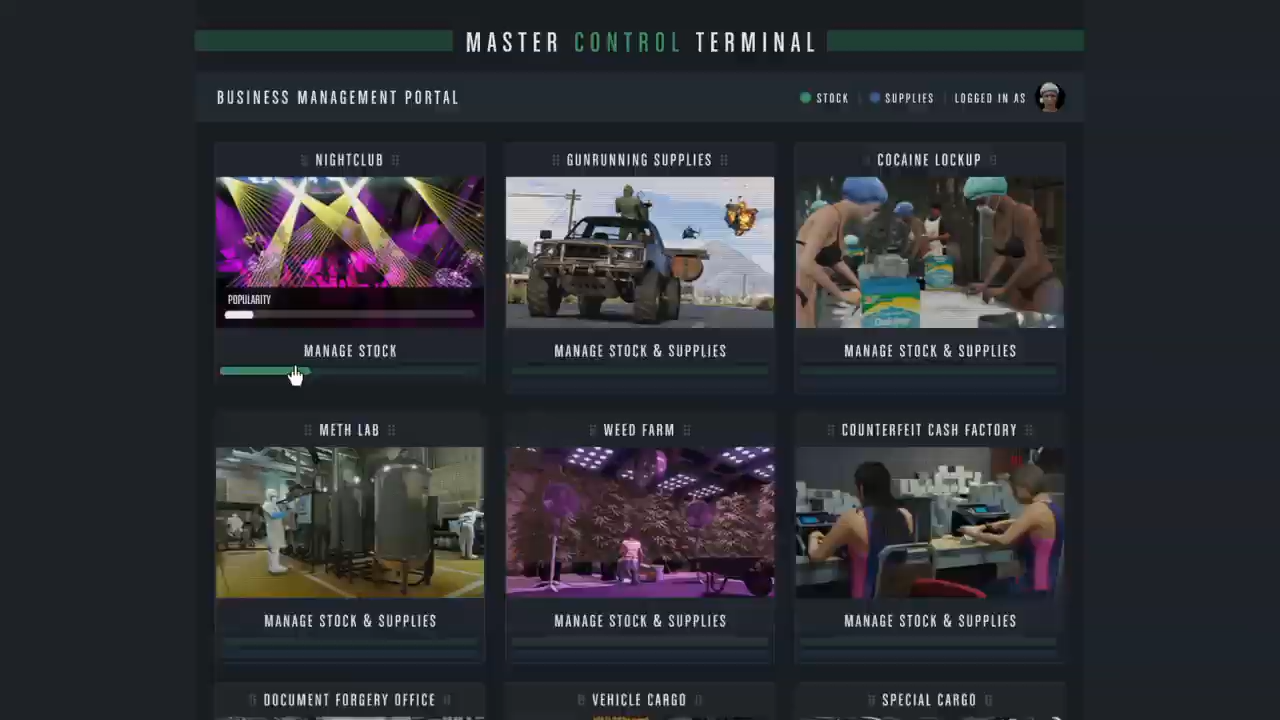 MASTER CONTROL TERMINAL
BUSINESS MANAGEMENT PORTAL
STOCK | SUPPLIES | LOGGED IN AS
NIGHTCLUB
GUNRUNNING SUPPLIES
COCAINE LOCKUP
POPULARITY
MANAGE STOCK
MANAGE STOCK & SUPPLIES
MANAGE STOCK & SUPPLIES
METH LAB
WEED FARM
COUNTERFEIT CASH FACTORY
MANAGE STOCK & SUPPLIES
MANAGE STOCK & SUPPLIES
MANAGE STOCK & SUPPLIES
DOCUMENT FORGERY OFFICE
VEHICLE CARGO
SPECIAL CARGO